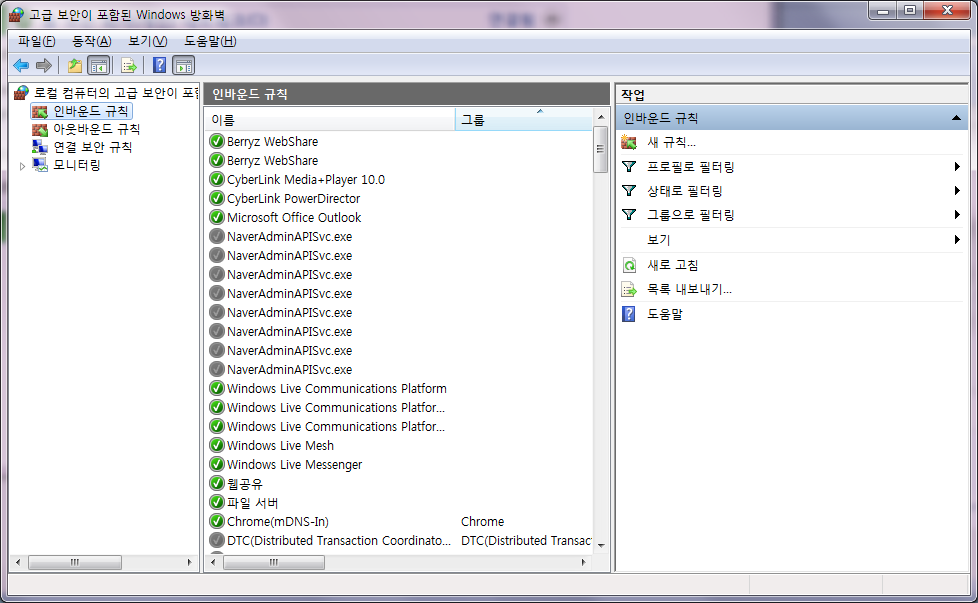 고급 보안이 포함된 Windows 방화벽
파일(F) 동작(A) 보기(V) 도움말(H)
로컬 컴퓨터의 고급 보안이 포함
인바운드 규칙
아웃바운드 규칙
연결 보안 규칙
모니터링
인바운드 규칙
이름 그룹
Berryz WebShare
Berryz WebShare
CyberLink Media+Player 10.0
CyberLink PowerDirector
Microsoft Office Outlook
NaverAdminAPISvc.exe
NaverAdminAPISvc.exe
NaverAdminAPISvc.exe
NaverAdminAPISvc.exe
NaverAdminAPISvc.exe
NaverAdminAPISvc.exe
NaverAdminAPISvc.exe
NaverAdminAPISvc.exe
Windows Live Communications Platform
Windows Live Communications Platfor...
Windows Live Communications Platfor...
Windows Live Mesh
Windows Live Messenger
웹공유
파일 서버
Chrome(mDNS-In) Chrome
DTC(Distributed Transaction Coordinato... DTC(Distributed Transac
작업
인바운드 규칙
새 규칙...
프로필로 필터링
상태로 필터링
그룹으로 필터링
보기
새로 고침
목록 내보내기...
도움말